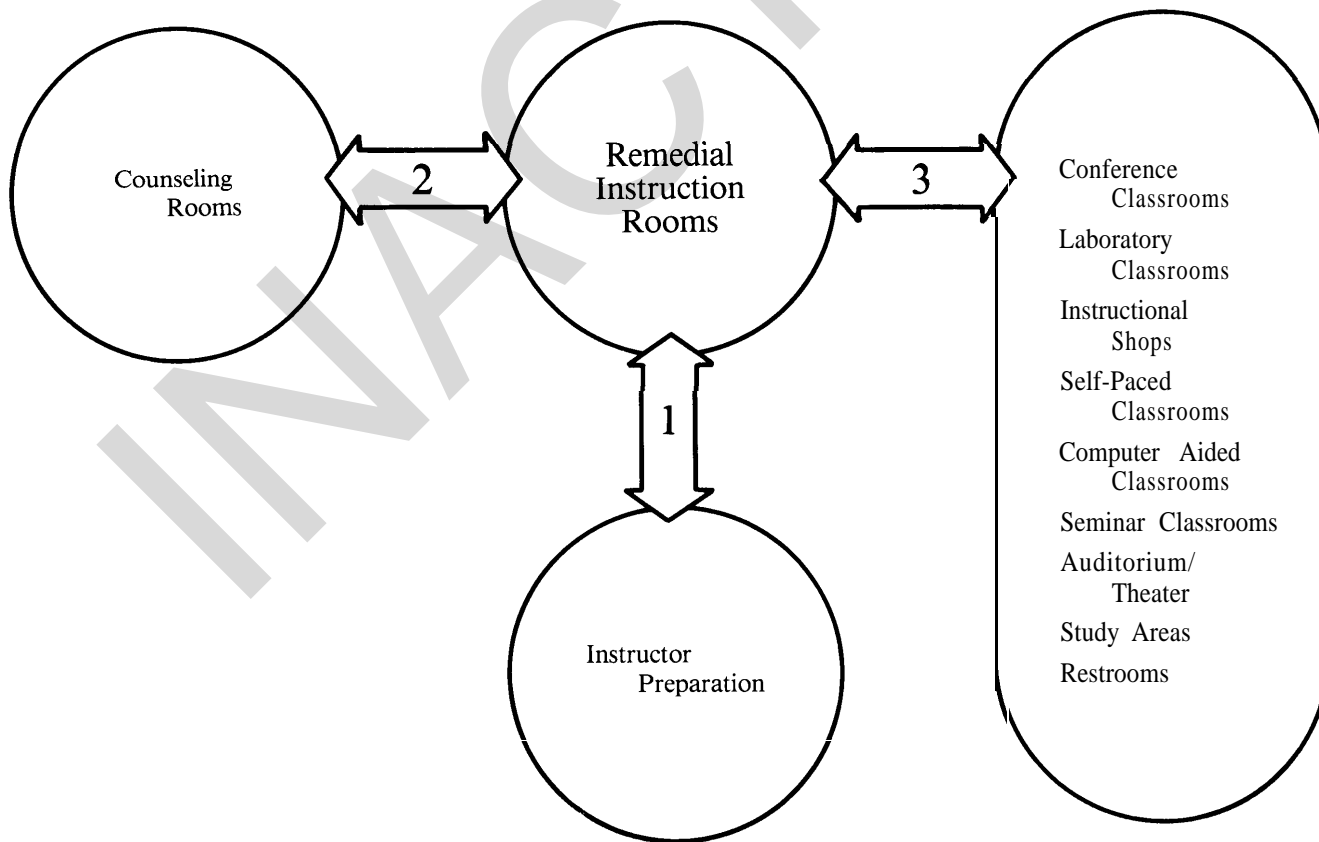 Counseling
Rooms
2
Remedial
Instruction
Rooms
3
Conference
Classrooms
Laboratory
Classrooms
Instructional
Shops
Self-Paced
Classrooms
Computer Aided
Classrooms
Seminar Classrooms
Auditorium/
Theater
Study Areas
Restrooms
1
Instructor
Preparation